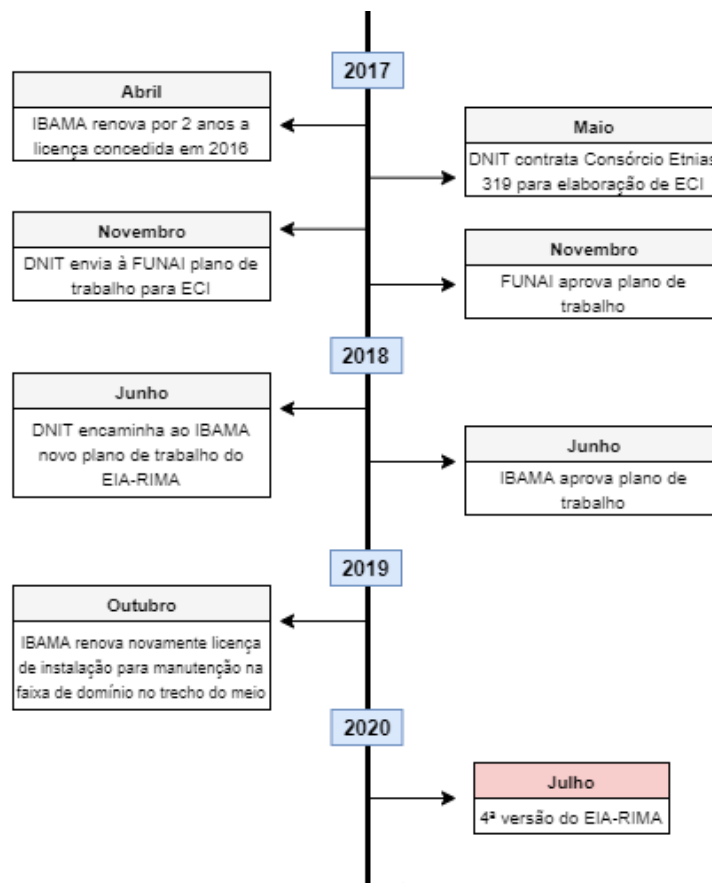 2017
Abril
IBAMA renova por 2 anos a
licença concedida em 2016
Maio
DNIT contrata Consórcio Etnias
319 para elaboração de ECI
Novembro
DNIT envia à FUNAI plano de
trabalho para ECI
Novembro
FUNAI aprova plano de
trabalho
2018
Junho
DNIT encaminha ao IBAMA
novo plano de trabalho do
EIA-RIMA
Junho
IBAMA aprova plano de
trabalho
2019
Outubro
IBAMA renova novamente licença
de instalação para manutenção na
faixa de domínio no trecho do meio
2020
Julho
4ª versão do EIA-RIMA